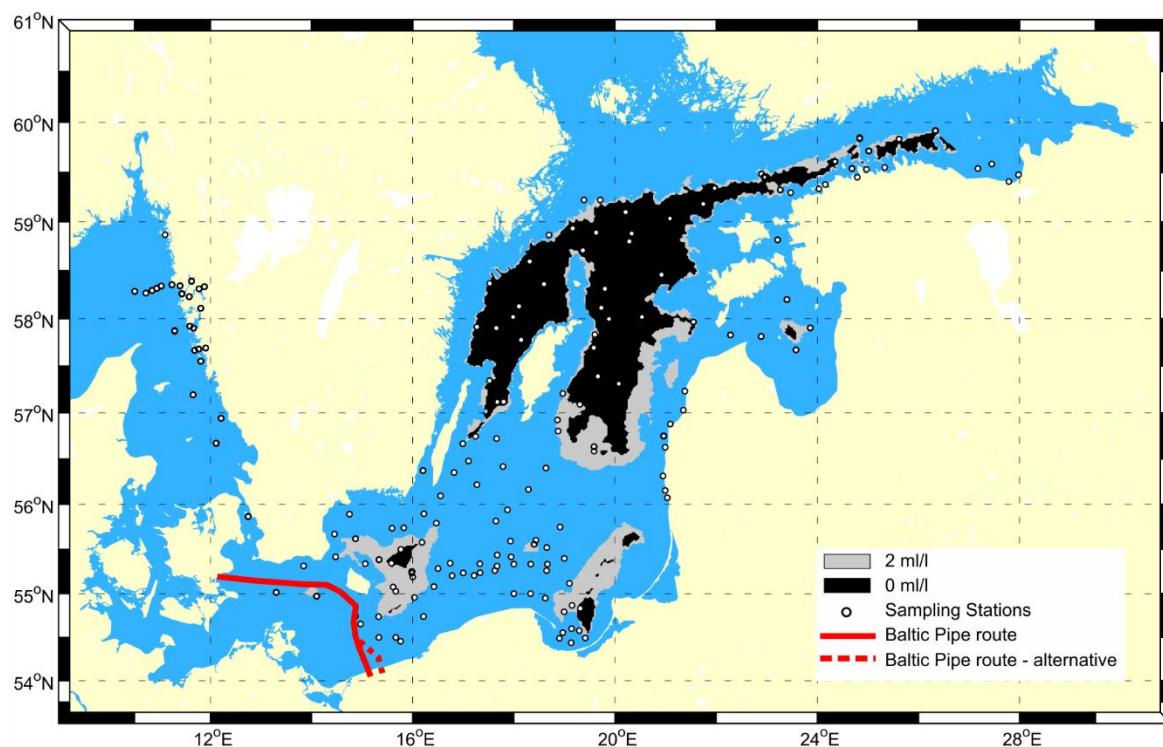 61°N
60°N
59°N
58°N
57°N
56°N
55°N
54°N
2 ml/l
0 ml/l
Sampling Stations
Baltic Pipe route
Baltic Pipe route - alternative
12°E 16°E 20°E 24°E 28°E